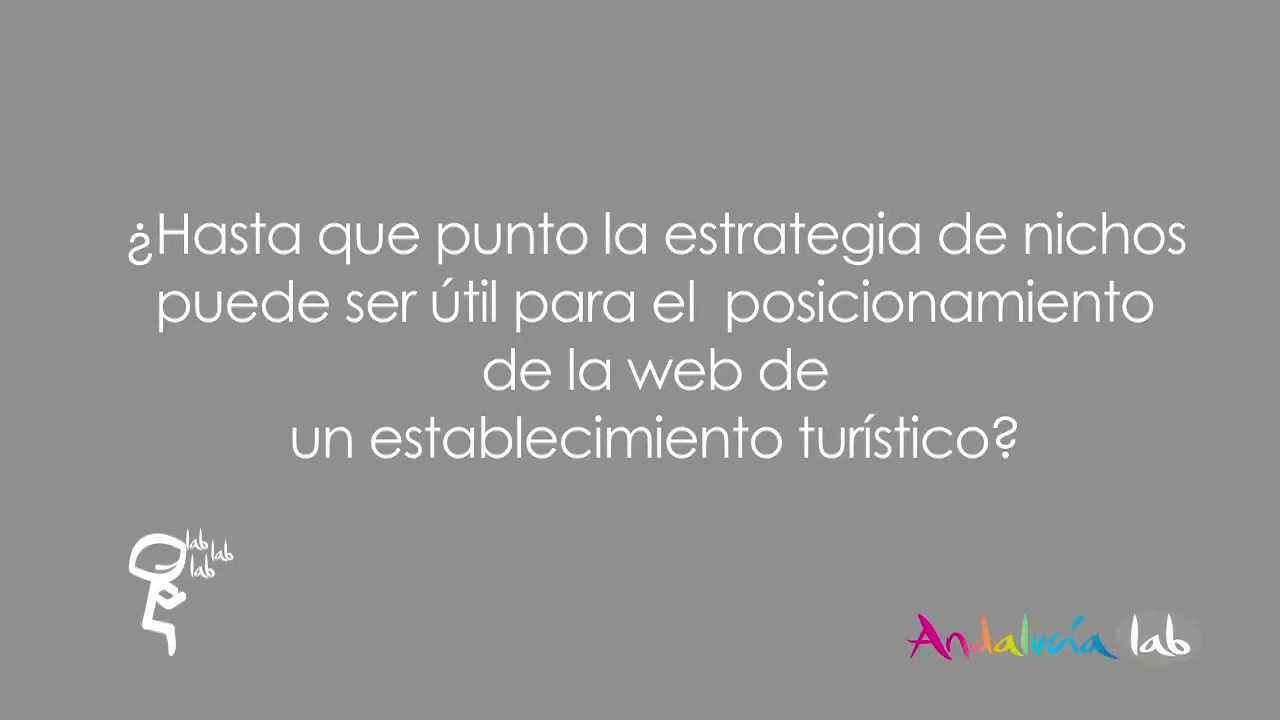 ¿Hasta que punto la estrategia de nichos
puede ser útil para el  posicionamiento
de la web de
un establecimiento turístico?
lab
lab
lab
Andalucía lab